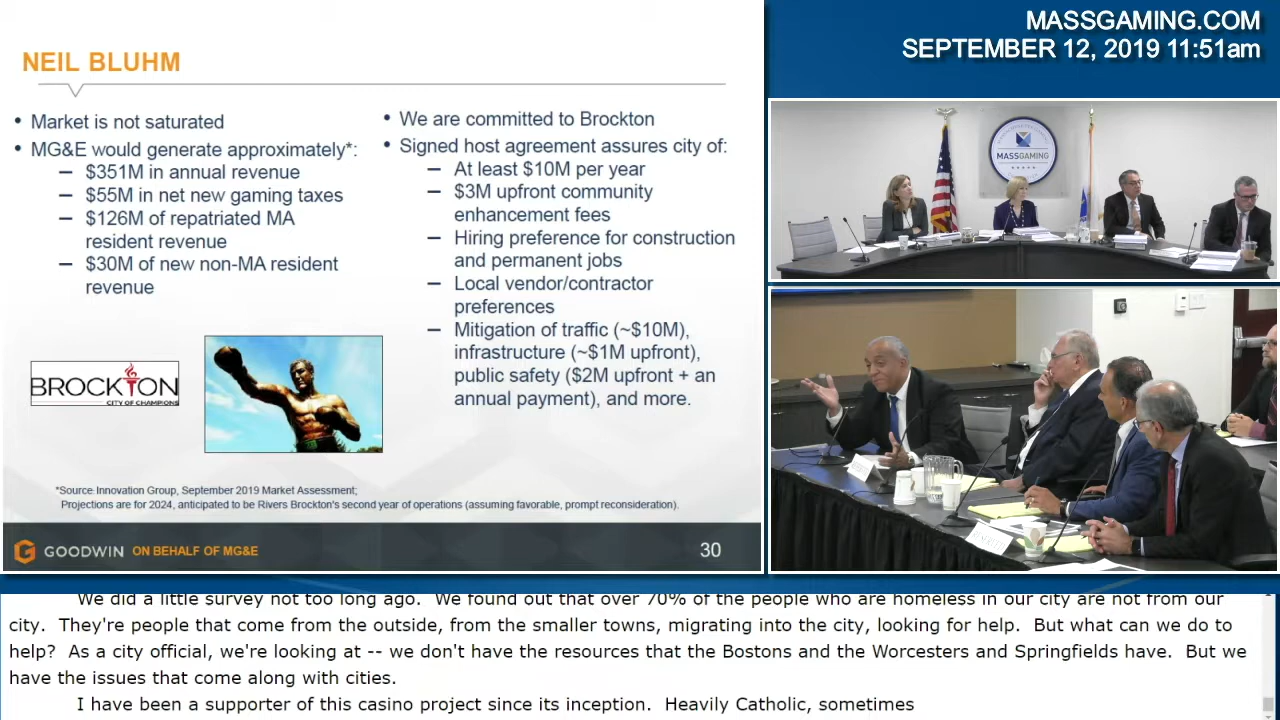 MASSGAMING.COM
SEPTEMBER 12, 2019 11:51am
NEIL BLUHM
• Market is not saturated
• MG&E would generate approximately*:
– $351M in annual revenue
– $55M in net new gaming taxes
– $126M of repatriated MA
resident revenue
– $30M of new non-MA resident
revenue
• We are committed to Brockton
• Signed host agreement assures city of:
– At least $10M per year
– $3M upfront community
enhancement fees
– Hiring preference for construction
and permanent jobs
– Local vendor/contractor
preferences
– Mitigation of traffic (~$10M),
infrastructure (~$1M upfront),
public safety ($2M upfront + an
annual payment), and more.
BROCKTON
CITY OF CHAMPIONS
*Source: Innovation Group, September 2019 Market Assessment;
Projections are for 2024, anticipated to be Rivers Brockton's second year of operations (assuming favorable, prompt reconsideration).
GOODWIN ON BEHALF OF MG&E
30
MASSGAMING
We did a little survey not too long ago. We found out that over 70% of the people who are homeless in our city are not from our
city. They're people that come from the outside, from the smaller towns, migrating into the city, looking for help. But what can we do to
help? As a city official, we're looking at -- we don't have the resources that the Bostons and the Worcesters and Springfields have. But we
have the issues that come along with cities.
I have been a supporter of this casino project since its inception. Heavily Catholic, sometimes